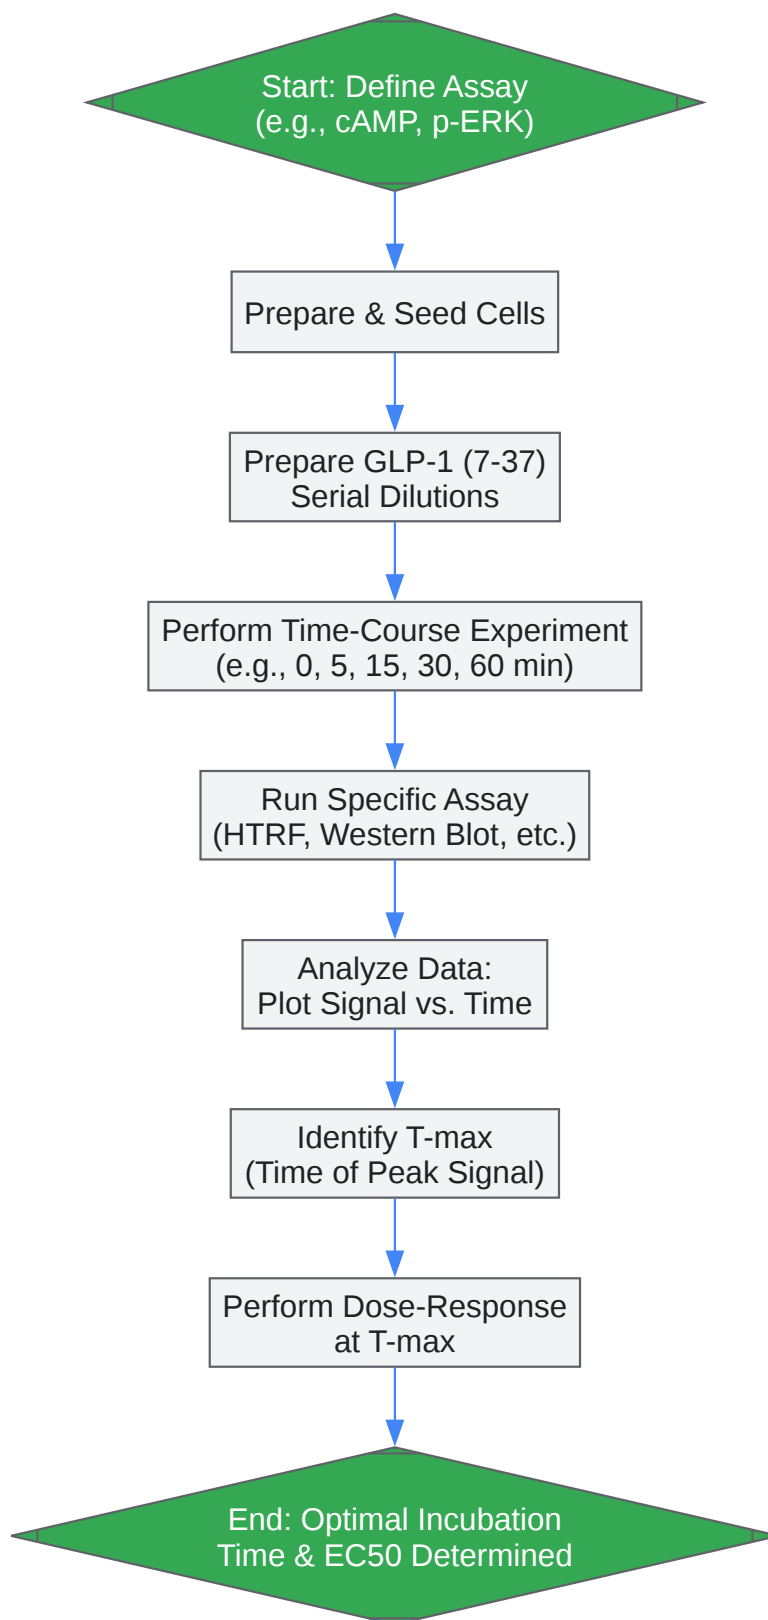 Start: Define Assay
(e.g., cAMP, p-ERK)
Prepare & Seed Cells
Prepare GLP-1 (7-37)
Serial Dilutions
Perform Time-Course Experiment
(e.g., 0, 5, 15, 30, 60 min)
Run Specific Assay
(HTRF, Western Blot, etc.)
Analyze Data:
Plot Signal vs. Time
Identify T-max
(Time of Peak Signal)
Perform Dose-Response
at T-max
End: Optimal Incubation
Time & EC50 Determined